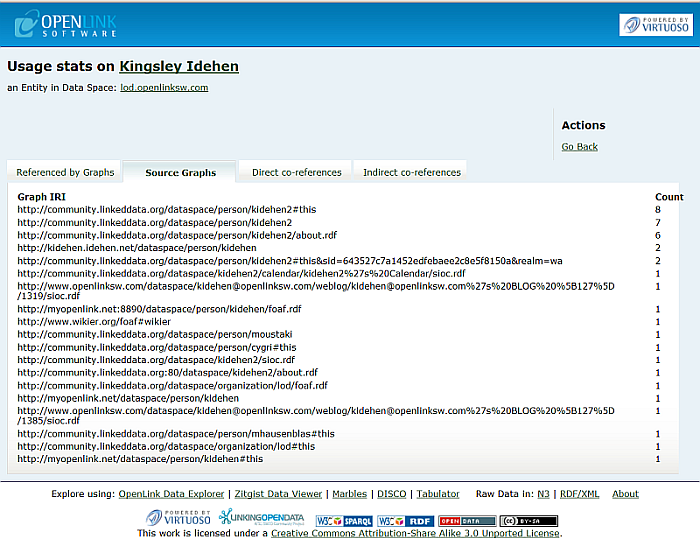 OPENLINK
SOFTWARE
POWERED BY
VIRTUOSO
Usage stats on Kingsley Idehen
an Entity in Data Space: lod.openlinksw.com
Actions
Go Back
Referenced by Graphs
Source Graphs
Direct co-references
Indirect co-references
Graph IRI Count
http://community.linkeddata.org/dataspace/person/kidehen2#this 8
http://community.linkeddata.org/dataspace/person/kidehen2 7
http://community.linkeddata.org/dataspace/person/kidehen2/about.rdf 6
http://kidehen.idehen.net/dataspace/person/kidehen 2
http://community.linkeddata.org/dataspace/person/kidehen2#this&sid=643527c7a1452edfebaee2c8e5f8150a&realm=wa 2
http://community.linkeddata.org/dataspace/kidehen2/calendar/kidehen2%27s%20Calendar/sioc.rdf 1
http://www.openlinksw.com/dataspace/kidehen@openlinksw.com/weblog/kidehen@openlinksw.com%27s%20BLOG%20%5B127%5D 1
/1319/sioc.rdf
http://myopenlink.net:8890/dataspace/person/kidehen/foaf.rdf 1
http://www.wikier.org/foaf#wikier 1
http://community.linkeddata.org/dataspace/person/moustaki 1
http://community.linkeddata.org/dataspace/person/cygri#this 1
http://community.linkeddata.org/dataspace/kidehen2/sioc.rdf 1
http://community.linkeddata.org:80/dataspace/kidehen2/about.rdf 1
http://community.linkeddata.org/dataspace/organization/lod/foaf.rdf 1
http://myopenlink.net/dataspace/person/kidehen 1
http://www.openlinksw.com/dataspace/kidehen@openlinksw.com/weblog/kidehen@openlinksw.com%27s%20BLOG%20%5B127%5D 1
/1385/sioc.rdf
http://community.linkeddata.org/dataspace/person/mhausenblas#this 1
http://community.linkeddata.org/dataspace/organization/lod#this 1
http://myopenlink.net/dataspace/person/kidehen#this 1
Explore using: OpenLink Data Explorer | Zitgist Data Viewer | Marbles | DISCO | Tabulator Raw Data in: N3 | RDF/XML About
POWERED BY
VIRTUOSO
LINKINGOPENDATA
W3C SPARQL
W3C RDF
OPEN DATA
cc BY-SA
This work is licensed under a Creative Commons Attribution-Share Alike 3.0 Unported License.